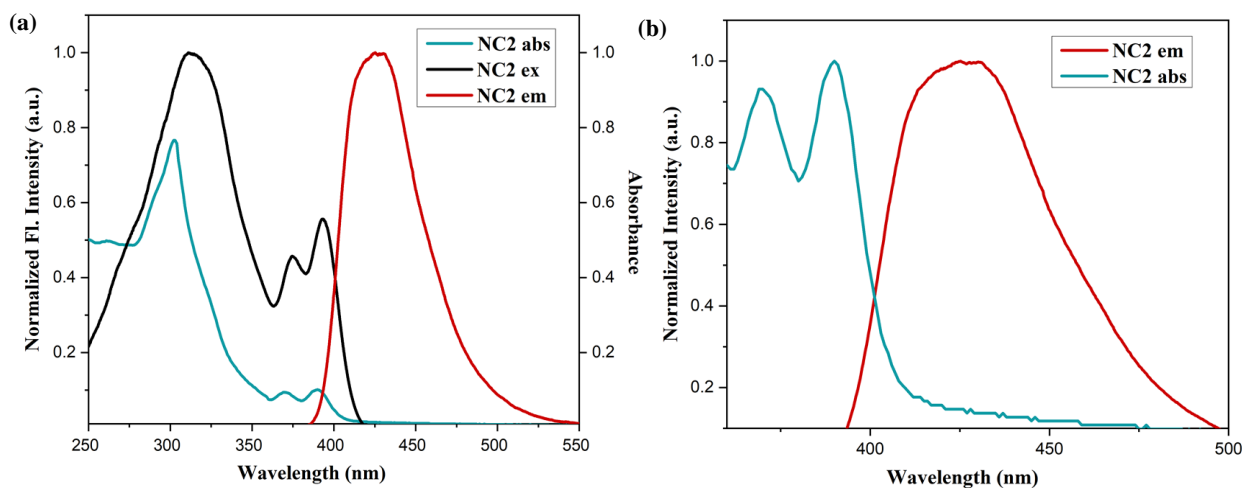 (a)
NC2 abs
NC2 ex
NC2 em
1.0
0.8
0.6
0.4
0.2
Normalized Fl. Intensity (a.u.)
1.0
0.8
0.6
0.4
0.2
Absorbance
250 300 350 400 450 500 550
Wavelength (nm)
(b)
NC2 em
NC2 abs
1.0
0.8
0.6
0.4
0.2
Normalized Intensity (a.u.)
400 450 500
Wavelength (nm)